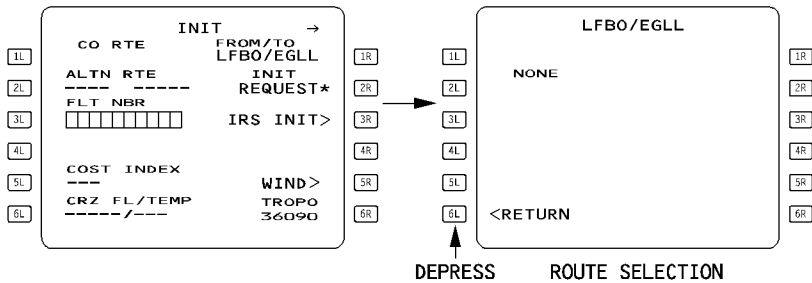 INIT →
CO RTE FROM/TO
LFBO/EGLL
1L 1R
ALTN RTE INIT
---- ----- REQUEST*
2L 2R
FLT NBR
IRS INIT>
3L 3R
4L 4R
COST INDEX
--- WIND>
5L 5R
CRZ FL/TEMP TROPO
-----/--- 36090
6L 6R
LFBO/EGLL
1L 1R
NONE
2L 2R
3L 3R
4L 4R
5L 5R
<RETURN
6L 6R
DEPRESS ROUTE SELECTION